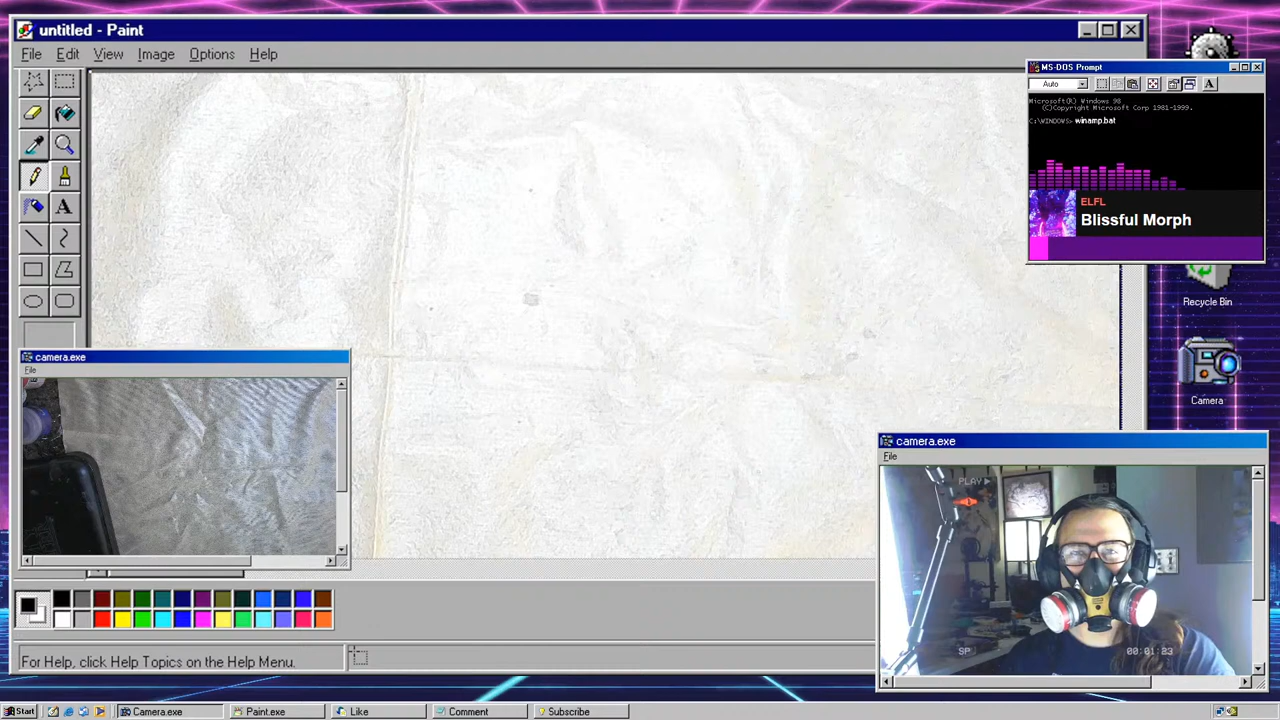 untitled - Paint
File Edit View Image Options Help
MS-DOS Prompt
Auto
A
Microsoft(R) Windows 98
(C)Copyright Microsoft Corp 1981-1999.
C:\WINDOWS> winamp.bat
ELFL
Blissful Morph
A
Recycle Bin
Camera
camera.exe
File
camera.exe
File
PLAY
SP 00:01:23
For Help, click Help Topics on the Help Menu.
Start Camera.exe Paint.exe Like Comment Subscribe